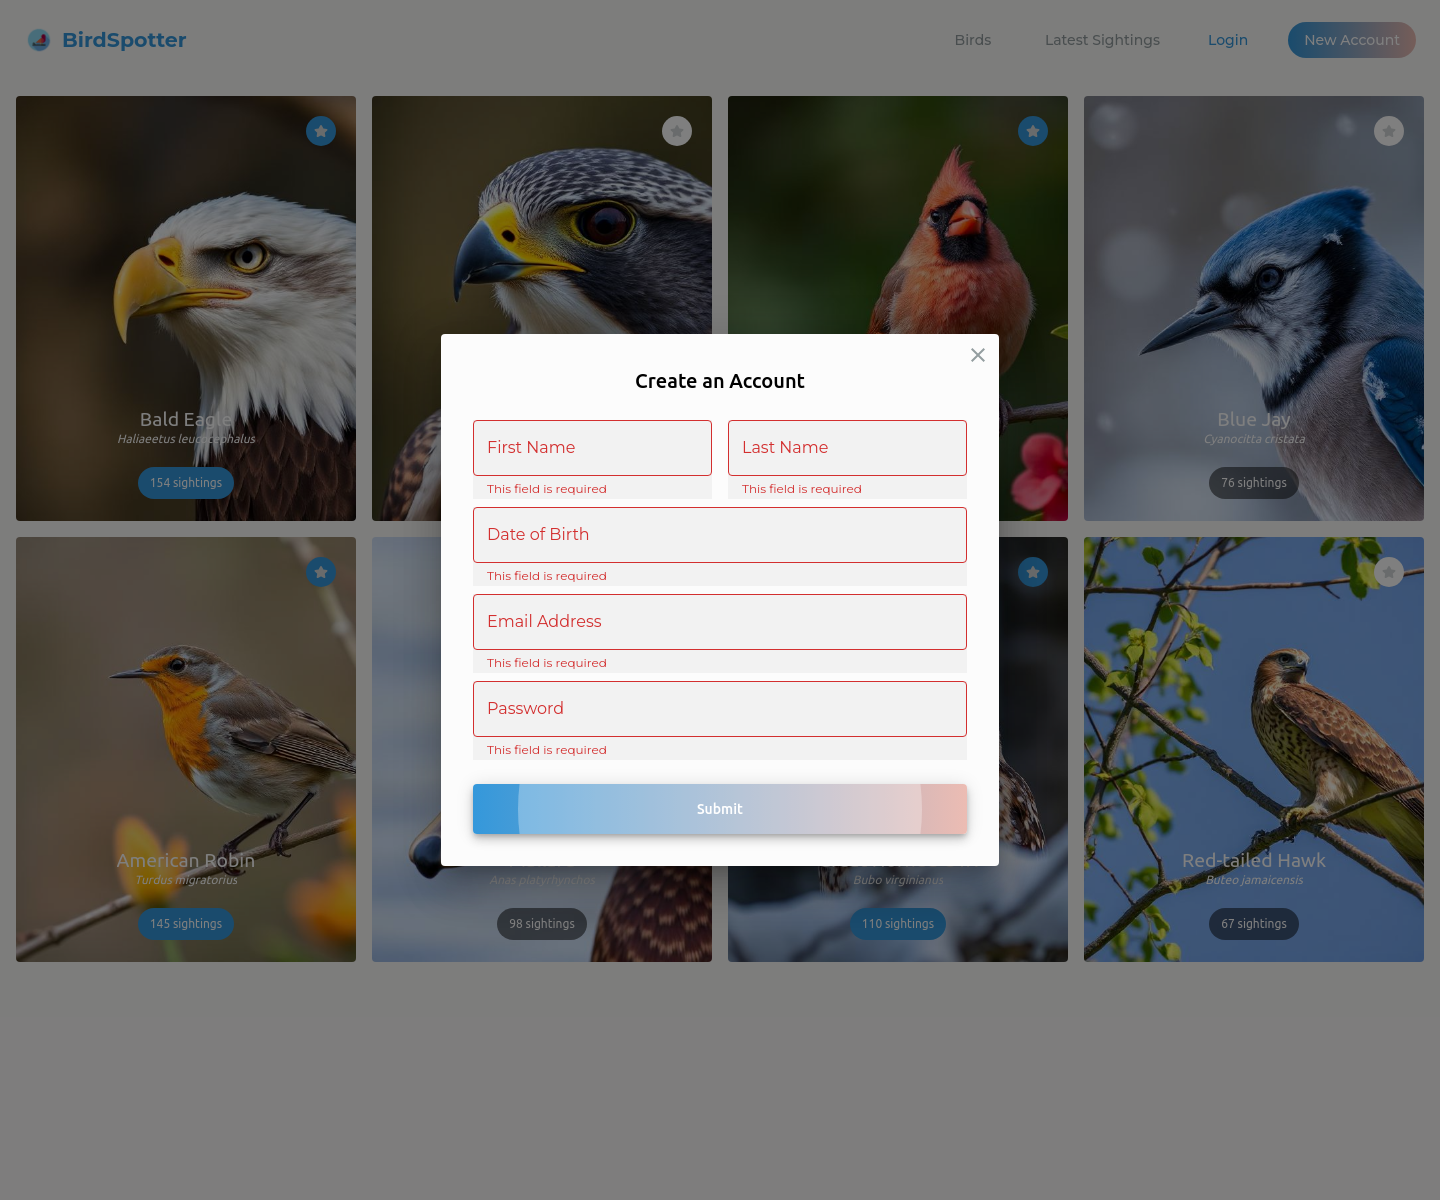 BirdSpotter
Birds
Latest Sightings
Login
New Account
Bald Eagle
Haliaeetus leucocephalus
154 sightings
Blue Jay
Cyanocitta cristata
76 sightings
Create an Account
First Name
Last Name
This field is required
This field is required
Date of Birth
This field is required
Email Address
This field is required
Password
This field is required
Submit
American Robin
Turdus migratorius
145 sightings
Anas platyrhynchos
98 sightings
Bubo virginianus
110 sightings
Red-tailed Hawk
Buteo jamaicensis
67 sightings